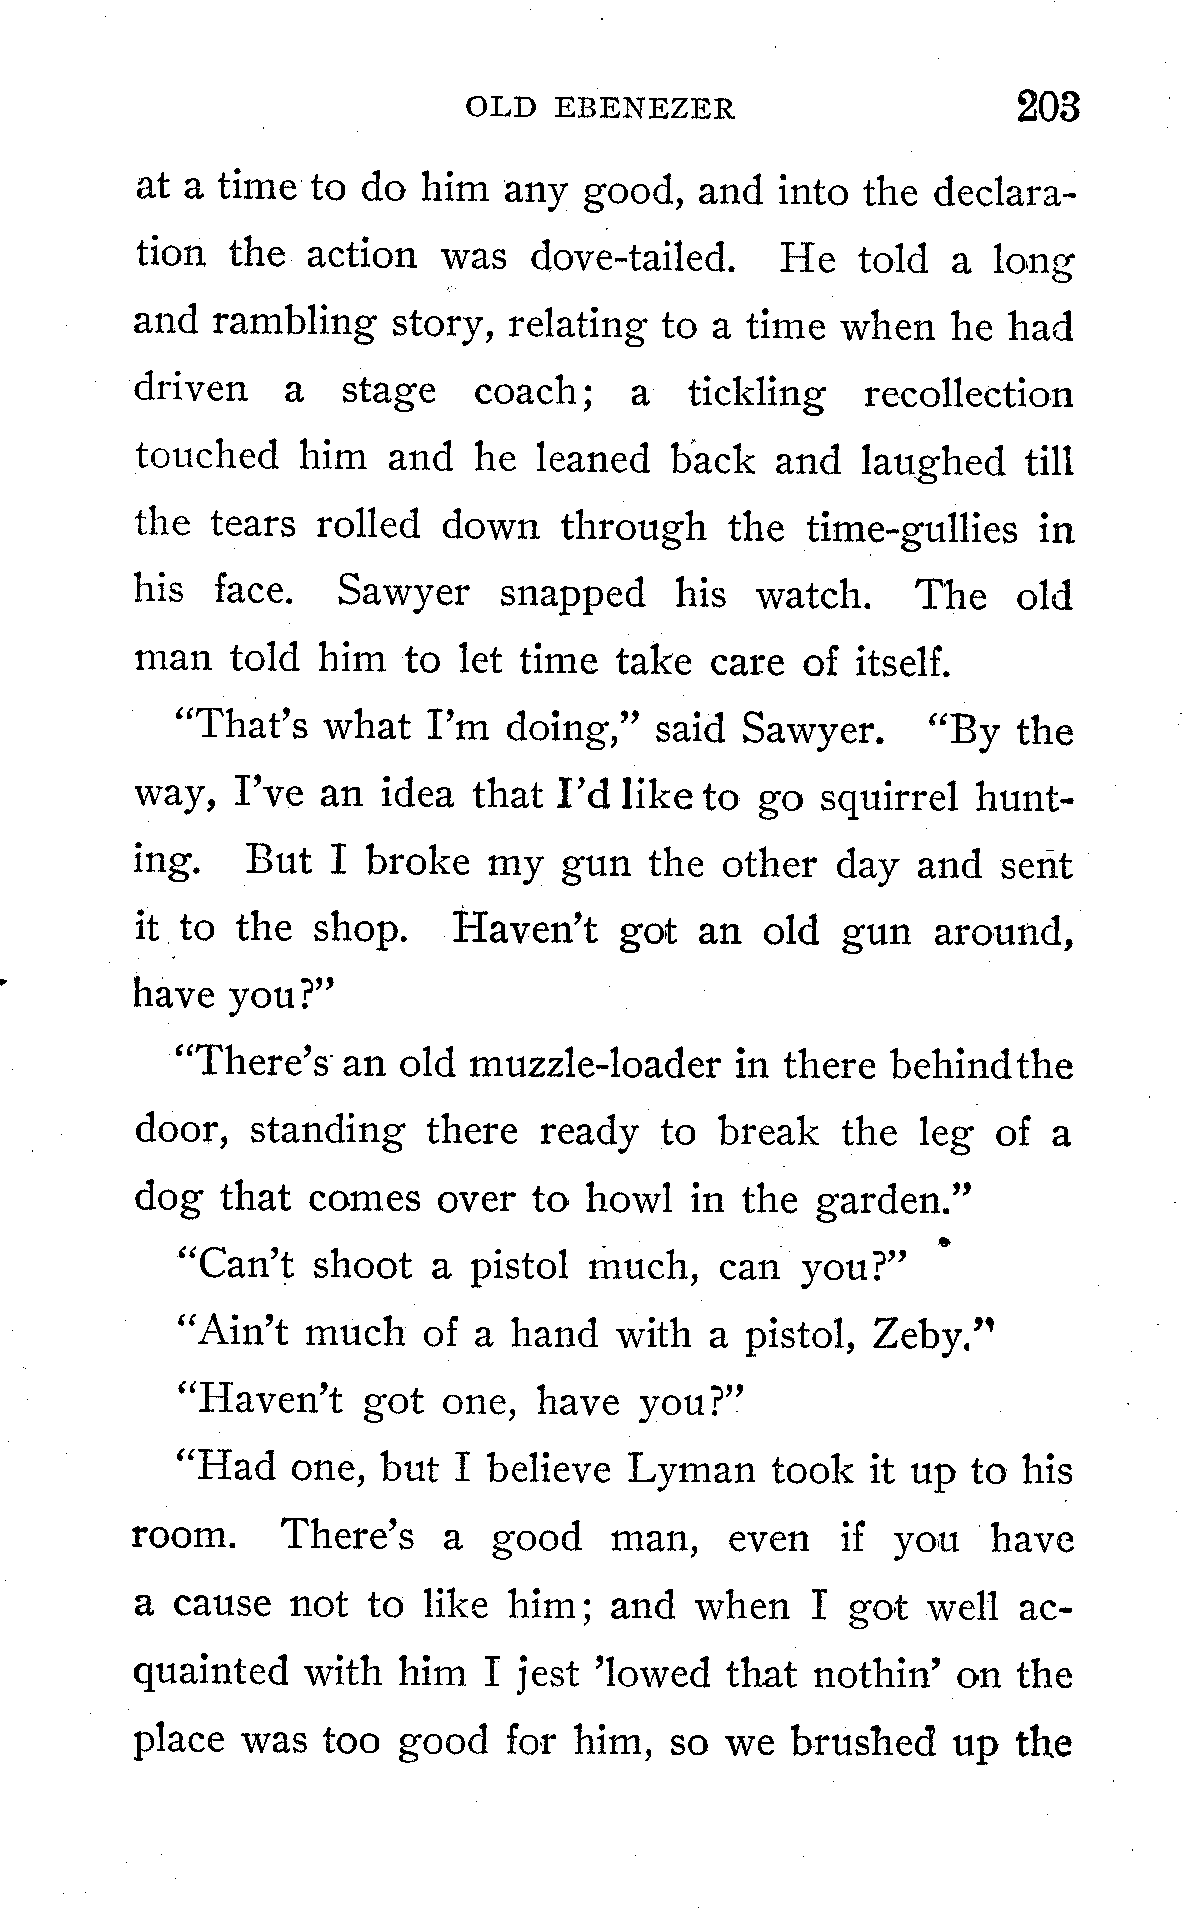 OLD EBENEZER 203
at a time to do him any good, and into the declara-
tion the action was dove-tailed. He told a long
and rambling story, relating to a time when he had
driven a stage coach; a tickling recollection
touched him and he leaned back and laughed till
the tears rolled down through the time-gullies in
his face. Sawyer snapped his watch. The old
man told him to let time take care of itself.
“That’s what I’m doing,” said Sawyer. “By the
way, I’ve an idea that I’d like to go squirrel hunt-
ing. But I broke my gun the other day and sent
it to the shop. Haven’t got an old gun around,
have you?”
“There’s an old muzzle-loader in there behind the
door, standing there ready to break the leg of a
dog that comes over to howl in the garden.”
“Can’t shoot a pistol much, can you?”
“Ain’t much of a hand with a pistol, Zeby.”
“Haven’t got one, have you?”
“Had one, but I believe Lyman took it up to his
room. There’s a good man, even if you have
a cause not to like him; and when I got well ac-
quainted with him I jest ’lowed that nothin’ on the
place was too good for him, so we brushed up the